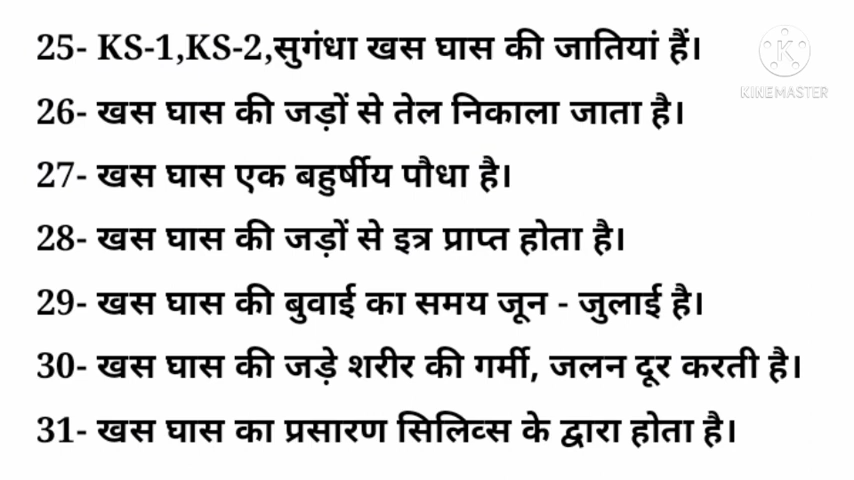 25- KS-1,KS-2,सुगंधा खस घास की जातियां हैं।
KINEMASTER
26- खस घास की जड़ों से तेल निकाला जाता है।
27- खस घास एक बहुर्षीय पौधा है।
28- खस घास की जड़ों से इत्र प्राप्त होता है।
29- खस घास की बुवाई का समय जून - जुलाई है।
30- खस घास की जड़े शरीर की गर्मी, जलन दूर करती है।
31- खस घास का प्रसारण सिलिव्स के द्वारा होता है।